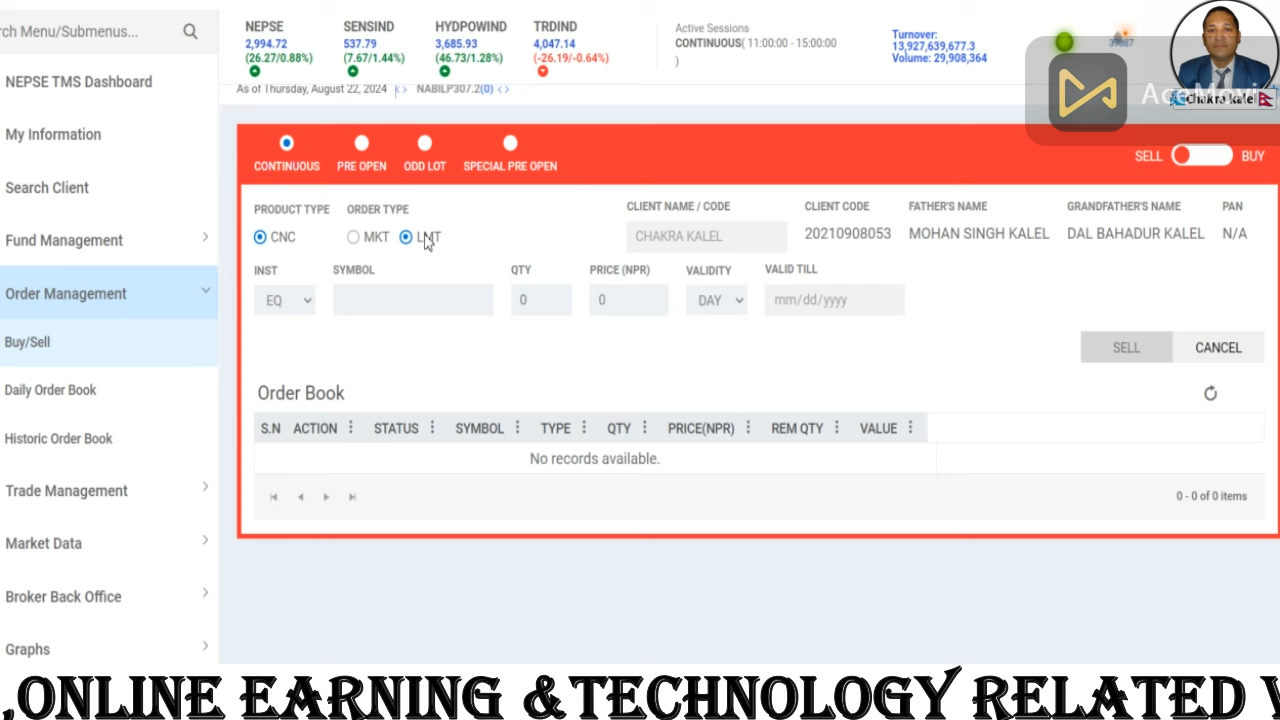 rch Menu/Submenus...
NEPSE SENSIND HYDPOWIND TRDIND
2,994.72 537.79 3,685.93 4,047.14
(26.27/0.88%) (7.67/1.44%) (46.73/1.28%) (-26.19/-0.64%)
Active Sessions
CONTINUOUS( 11:00:00 - 15:00:00
)
Turnover:
13,927,639,677.3
Volume: 29,908,364
Chakra kalel
As of Thursday, August 22, 2024 NABILP307.2(0)
NEPSE TMS Dashboard
My Information
Search Client
Fund Management
Order Management
Buy/Sell
Daily Order Book
Historic Order Book
Trade Management
Market Data
Broker Back Office
Graphs
CONTINUOUS PRE OPEN ODD LOT SPECIAL PRE OPEN
SELL BUY
PRODUCT TYPE ORDER TYPE CLIENT NAME / CODE CLIENT CODE FATHER'S NAME GRANDFATHER'S NAME PAN
CNC MKT LMT CHAKRA KALEL 20210908053 MOHAN SINGH KALEL DAL BAHADUR KALEL N/A
INST SYMBOL QTY PRICE (NPR) VALIDITY VALID TILL
EQ 0 0 DAY mm/dd/yyyy
SELL CANCEL
Order Book
S.N ACTION STATUS SYMBOL TYPE QTY PRICE(NPR) REM QTY VALUE
No records available.
0 - 0 of 0 items
,ONLINE EARNING &TECHNOLOGY RELATED V